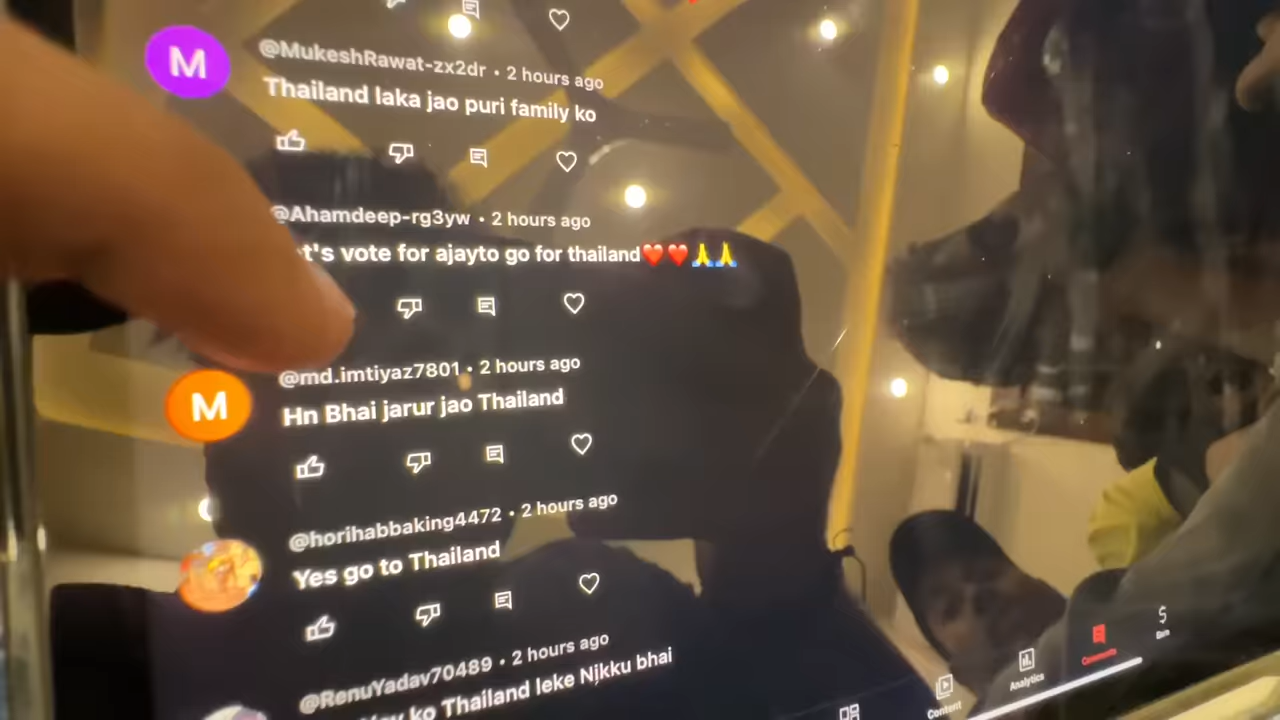 @MukeshRawat-zx2dr • 2 hours ago
Thailand laka jao puri family ko
@Ahamdeep-rg3yw • 2 hours ago
vote for ajayto go for thailand❤️❤️🙏🙏
@md.imtiyaz7801 • 2 hours ago
Hn Bhai jarur jao Thailand
@horihabbaking4472 • 2 hours ago
Yes go to Thailand
@RenuYadav70489 • 2 hours ago
ko Thailand leke Njkku bhai
Content
Analytics
Comments
Earn
M
M